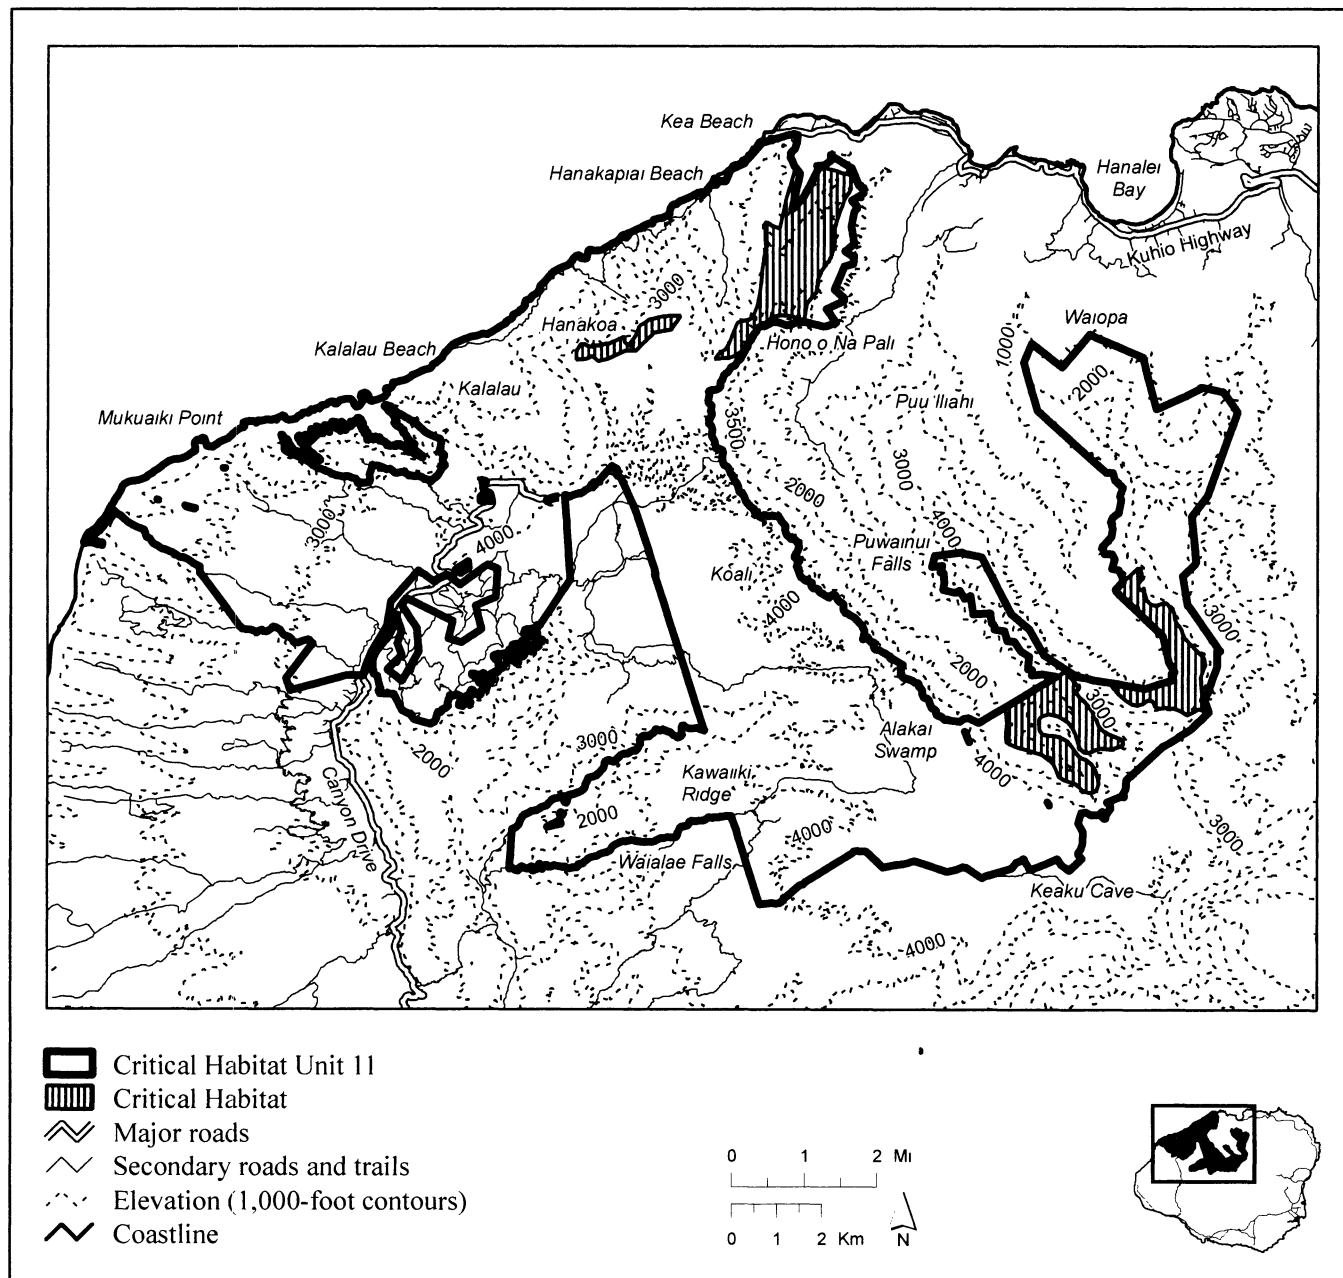 Kea Beach
Hanakapiai Beach
Hanalei
Bay
Kuhio Highway
3000
Hanakoa
Waiopa
Kalalau Beach
Hono o Na Pali
1000
2000
Kalalau
Puu Iliahi
Mukuaiki Point
3500
3000
2000
3000
4000
4000
Puwainui
Falls
Koali
4000
3000
2000
3000
Alakai
Swamp
3000
2000
4000
Kawaiiki
Ridge
Canyon Drive
2000
4000
3000
Waialae Falls
Keaku Cave
4000
Critical Habitat Unit 11
Critical Habitat
Major roads
Secondary roads and trails
Elevation (1,000-foot contours)
Coastline
0 1 2 Mi
0 1 2 Km
N